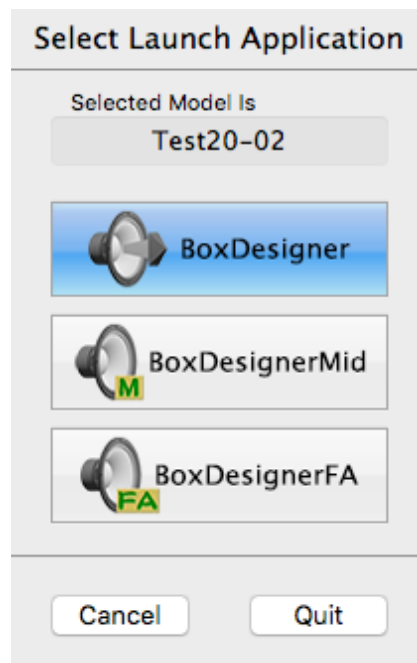 Select Launch Application
Selected Model Is
Test20-02
BoxDesigner
BoxDesignerMid
M
BoxDesignerFA
FA
Cancel Quit